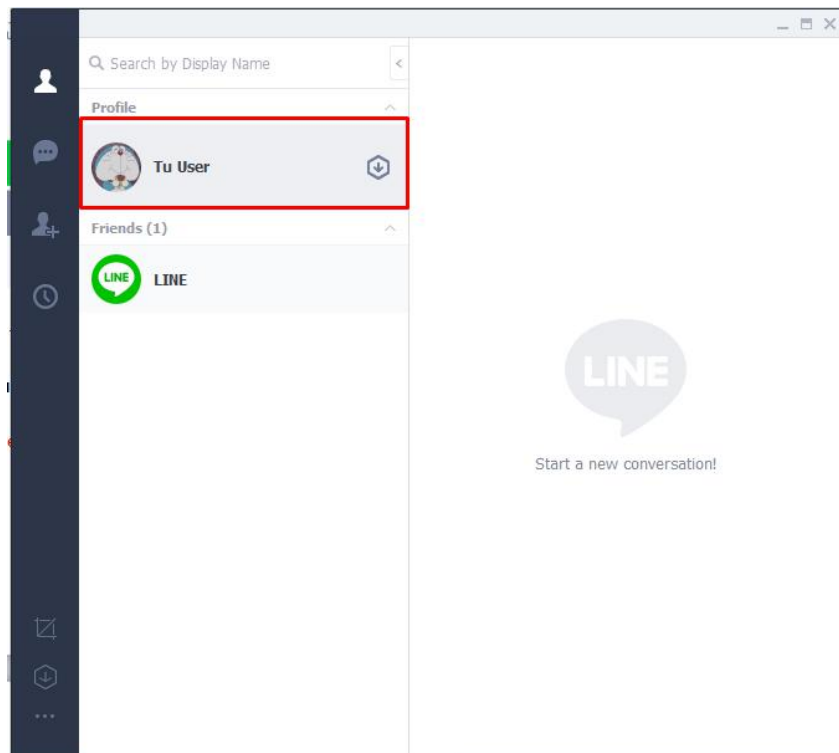 Search by Display Name
Profile
Tu User
Friends (1)
LINE
LINE
LINE
Start a new conversation!